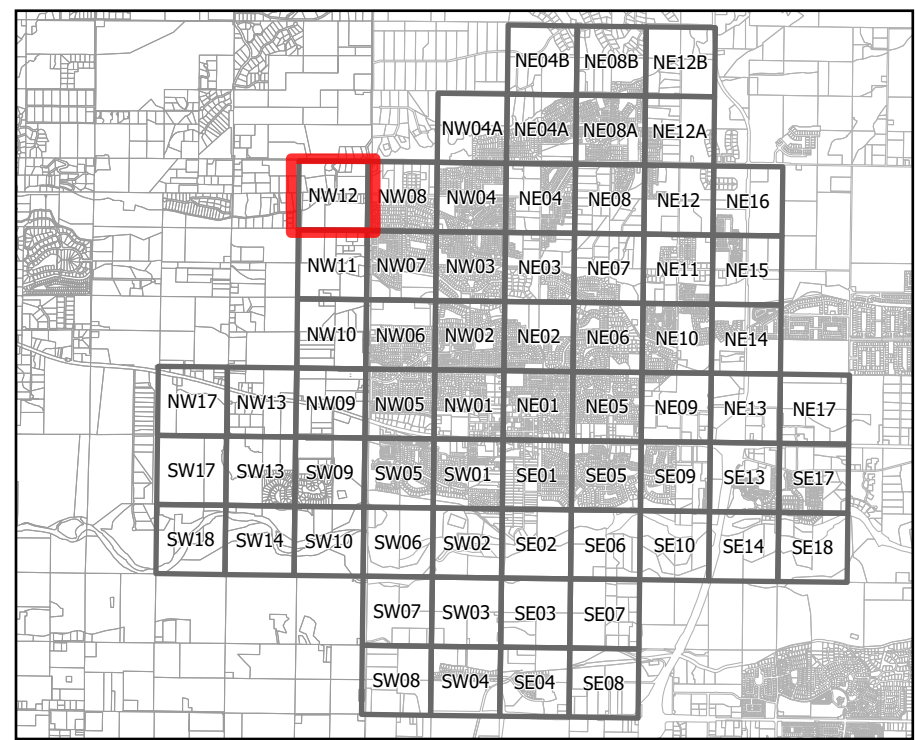 NE04B NE08B NE12B
NW04A NE04A NE08A NE12A
NW12 NW08 NW04 NE04 NE08 NE12 NE16
NW11 NW07 NW03 NE03 NE07 NE11 NE15
NW10 NW06 NW02 NE02 NE06 NE10 NE14
NW17 NW13 NW09 NW05 NW01 NE01 NE05 NE09 NE13 NE17
SW17 SW13 SW09 SW05 SW01 SE01 SE05 SE09 SE13 SE17
SW18 SW14 SW10 SW06 SW02 SE02 SE06 SE10 SE14 SE18
SW07 SW03 SE03 SE07
SW08 SW04 SE04 SE08